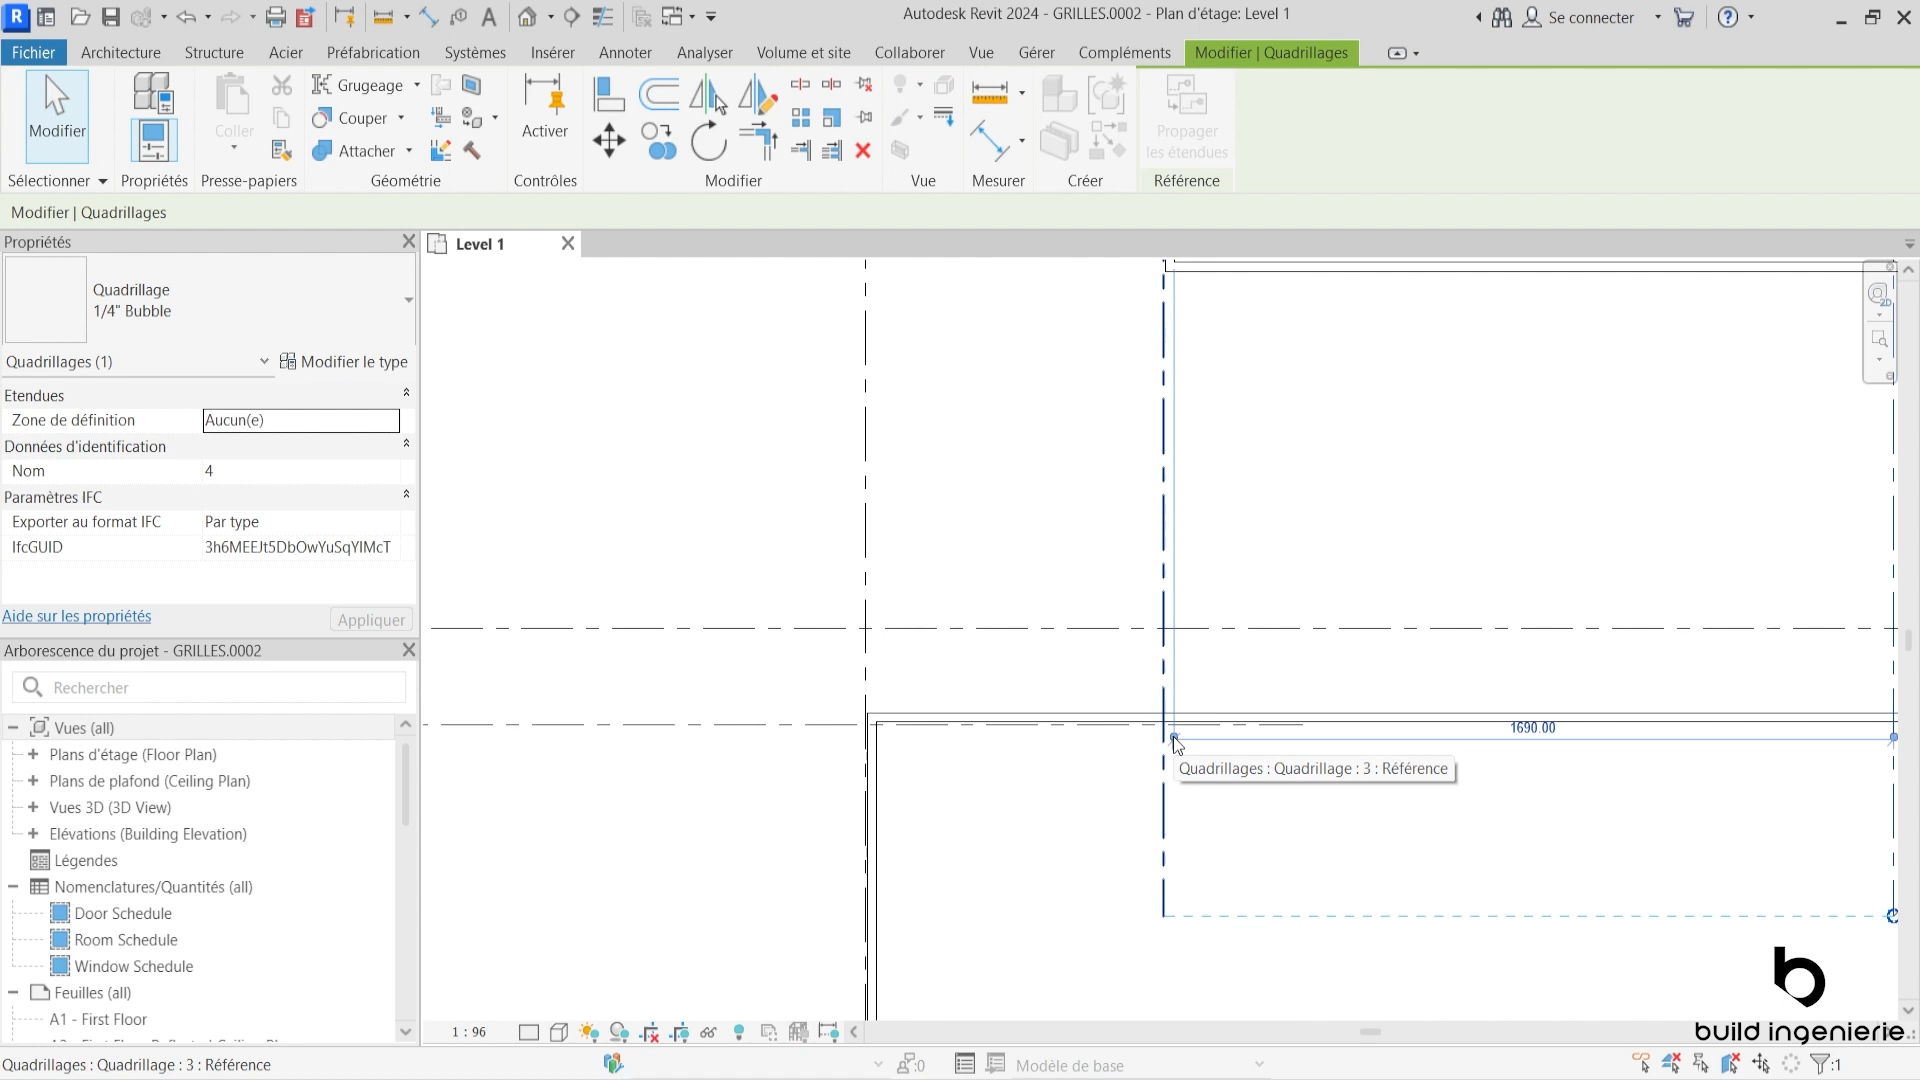 Autodesk Revit 2024 - GRILLES.0002 - Plan d'étage: Level 1
Se connecter
Fichier Architecture Structure Acier Préfabrication Systèmes Insérer Annoter Analyser Volume et site Collaborer Vue Gérer Compléments Modifier | Quadrillages
Modifier
Coller
Grugeage
Couper
Attacher
Activer
Propager
les étendues
Sélectionner Propriétés Presse-papiers Géométrie Contrôles Modifier Vue Mesurer Créer Référence
Modifier | Quadrillages
Propriétés
Level 1
Quadrillage
1/4" Bubble
Quadrillages (1)
Modifier le type
Etendues
Zone de définition Aucun(e)
Données d'identification
Nom 4
Paramètres IFC
Exporter au format IFC Par type
IfcGUID 3h6MEEJt5DbOwYuSqYIMcT
Aide sur les propriétés
Appliquer
Arborescence du projet - GRILLES.0002
Rechercher
Vues (all)
Plans d'étage (Floor Plan)
Plans de plafond (Ceiling Plan)
Vues 3D (3D View)
Elévations (Building Elevation)
Légendes
Nomenclatures/Quantités (all)
Door Schedule
Room Schedule
Window Schedule
Feuilles (all)
A1 - First Floor
2D
1690.00
Quadrillages : Quadrillage : 3 : Référence
build ingenierie
1 : 96
Quadrillages : Quadrillage : 3 : Référence
:0
Modèle de base
:1